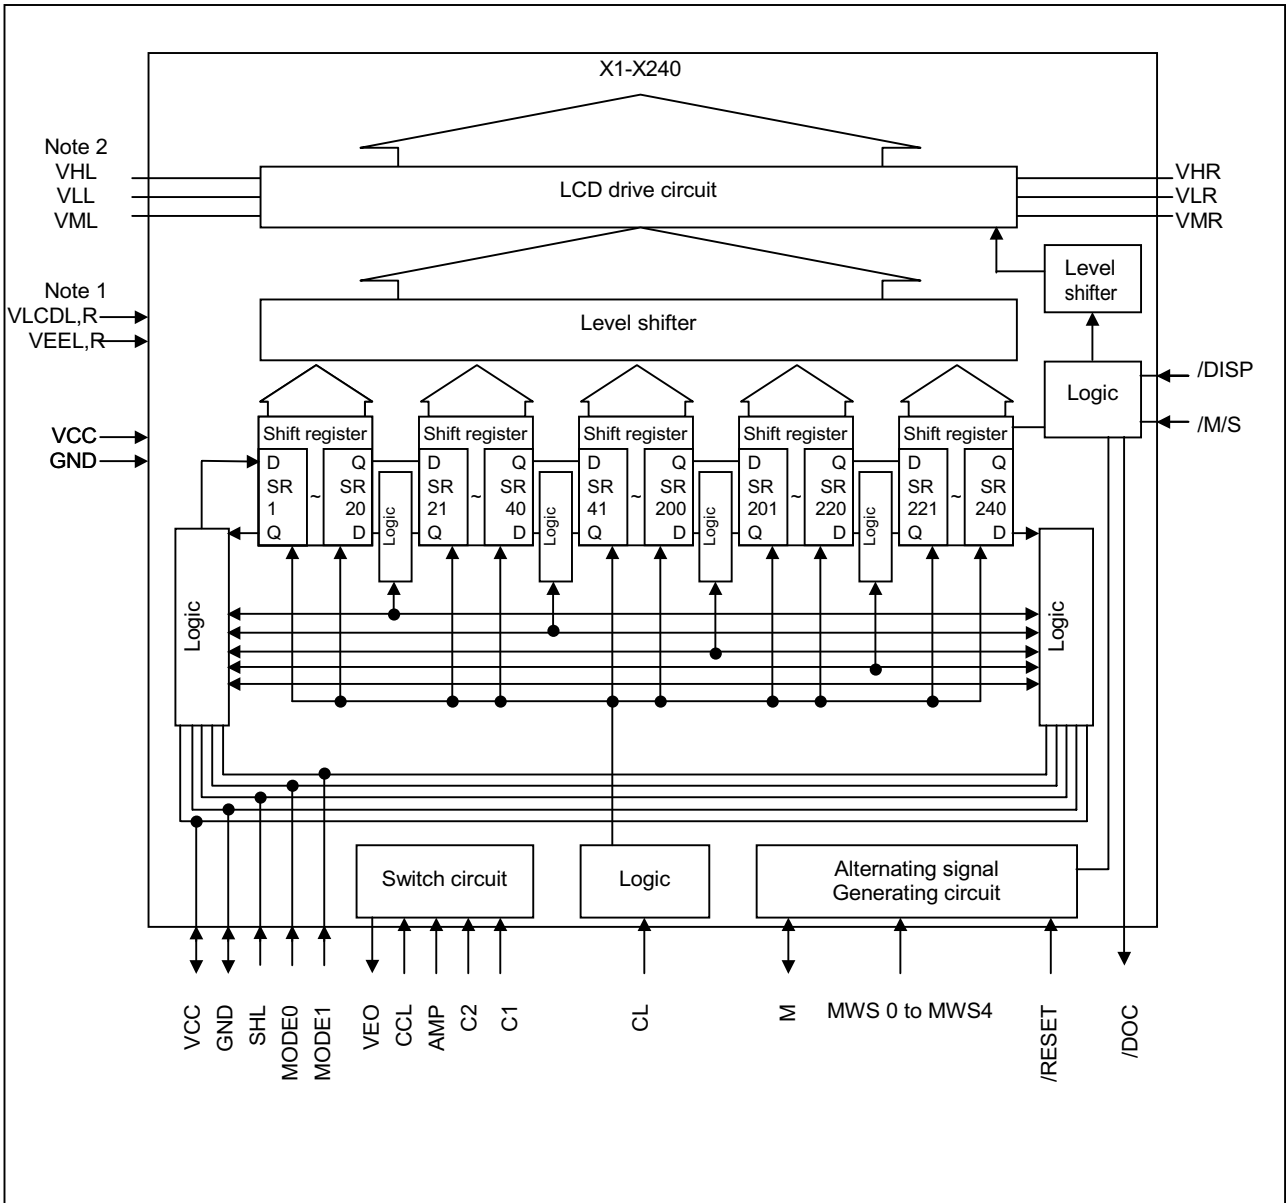 X1-X240
Note 2
VHL
VLL
VML
LCD drive circuit
VHR
VLR
VMR
Level
shifter
Note 1
VLCDL,R
VEEL,R
Level shifter
Logic
/DISP
/M/S
VCC
GND
Shift register
D
SR
1
Q
~
Q
SR
20
D
Logic
Shift register
D
SR
21
Q
~
Q
SR
40
D
Logic
Shift register
D
SR
41
Q
~
Q
SR
200
D
Logic
Shift register
D
SR
201
Q
~
Q
SR
220
D
Logic
Shift register
D
SR
221
Q
~
Q
SR
240
D
Logic
Logic
Switch circuit
Logic
Alternating signal
Generating circuit
VCC
GND
SHL
MODE0
MODE1
VEO
CCL
AMP
C2
C1
CL
M
MWS 0 to MWS4
/RESET
/DOC